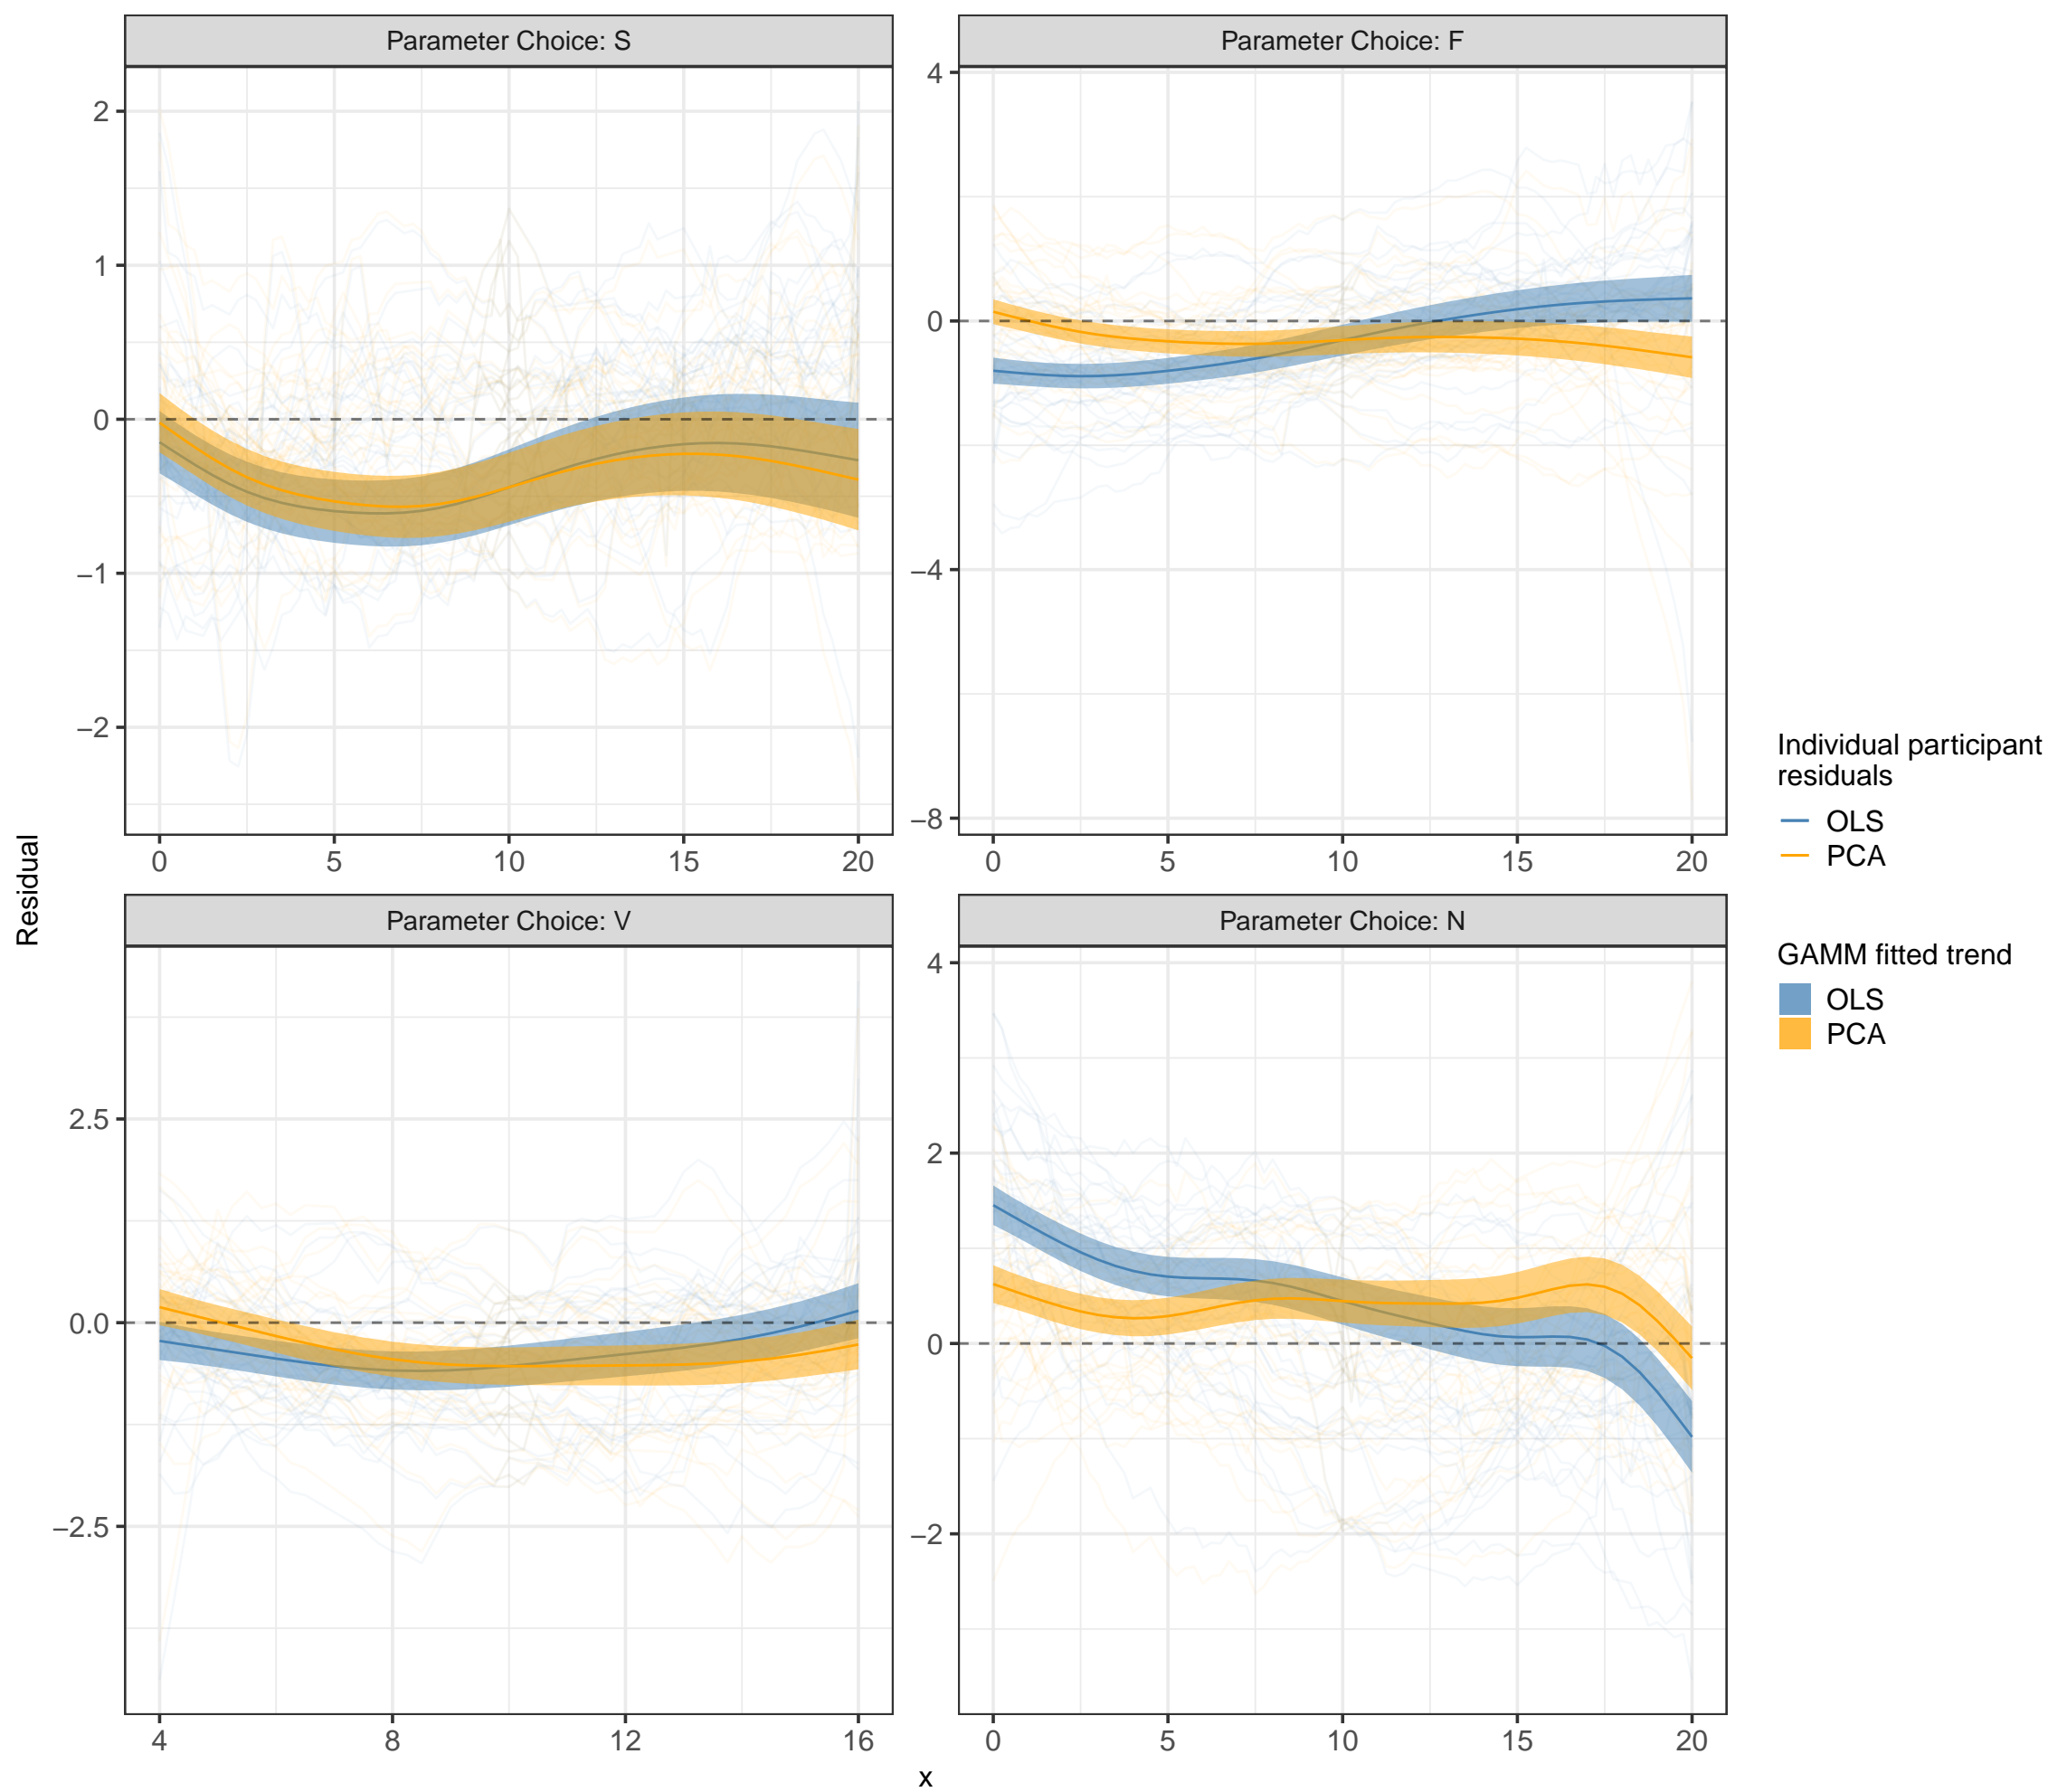 Parameter Choice: S
Parameter Choice: F
2
1
0
−1
−2
0 5 10 15 20
4
0
−4
−8
0 5 10 15 20
Parameter Choice: V
Parameter Choice: N
2.5
0.0
−2.5
4 8 12 16
4
2
0
−2
0 5 10 15 20
Residual
x
Individual participant
residuals
OLS
PCA
GAMM fitted trend
OLS
PCA